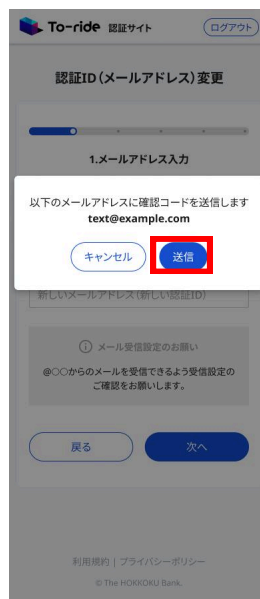 To-ride 認証サイト
ログアウト
認証ID（メールアドレス）変更
1.メールアドレス入力
以下のメールアドレスに確認コードを送信します
text@example.com
キャンセル
送信
新しいメールアドレス（新しい認証ID）
メール受信設定のお願い
@○○からのメールを受信できるよう受信設定の
ご確認をお願いします。
戻る
次へ
利用規約 | プライバシーポリシー
© The HOKKOKU Bank.